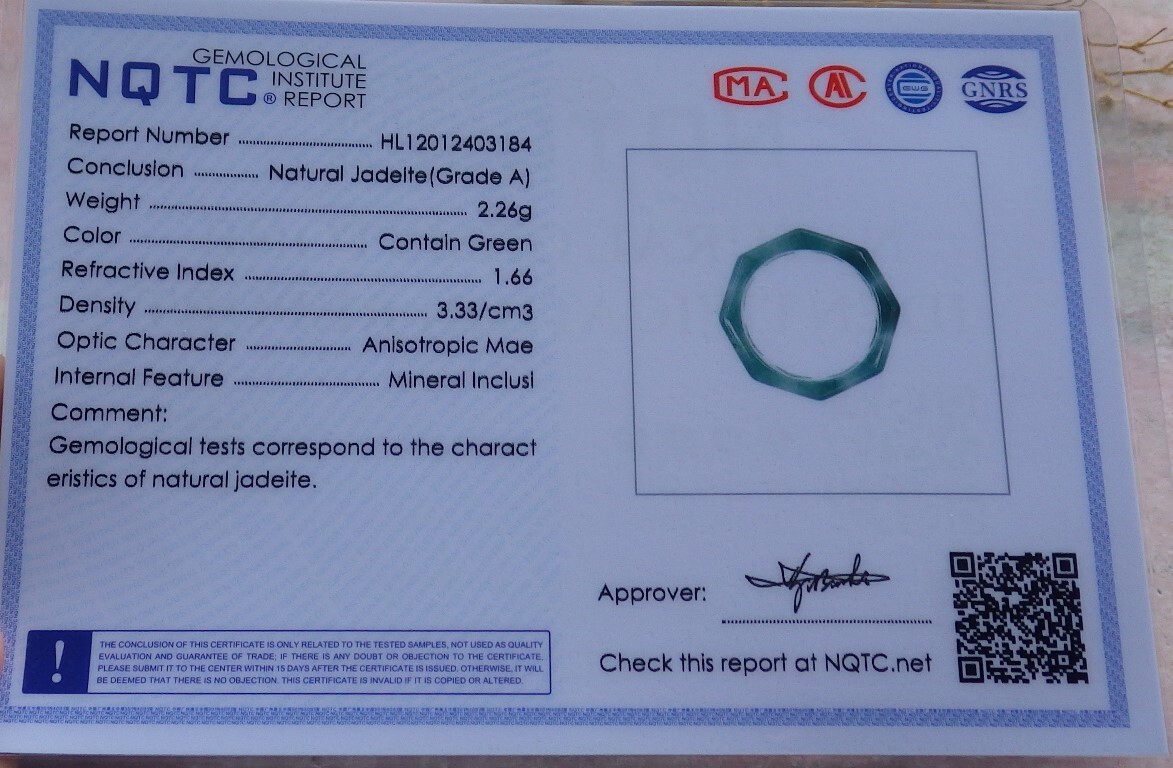 NQTC® GEMOLOGICAL
INSTITUTE
REPORT
MA
GWS
GNRS
Report Number ................ HL12012403184
Conclusion ................ Natural Jadeite(Grade A)
Weight ................ 2.26g
Color ................ Contain Green
Refractive Index ................ 1.66
Density ................ 3.33/cm3
Optic Character ................ Anisotropic Mae
Internal Feature ................ Mineral Inclusi
Comment:
Gemological tests correspond to the charact
eristics of natural jadeite.
Approver:
Check this report at NQTC.net
! THE CONCLUSION OF THIS CERTIFICATE IS ONLY RELATED TO THE TESTED SAMPLES, NOT USED AS QUALITY
EVALUATION AND GUARANTEE OF TRADE; IF THERE IS ANY DOUBT OR OBJECTION TO THE CERTIFICATE,
PLEASE SUBMIT IT TO THE CENTER WITHIN 15 DAYS AFTER THE CERTIFICATE IS ISSUED. OTHERWISE, IT WILL
BE DEEMED THAT THERE IS NO OBJECTION. THIS CERTIFICATE IS INVALID IF IT IS COPIED OR ALTERED.